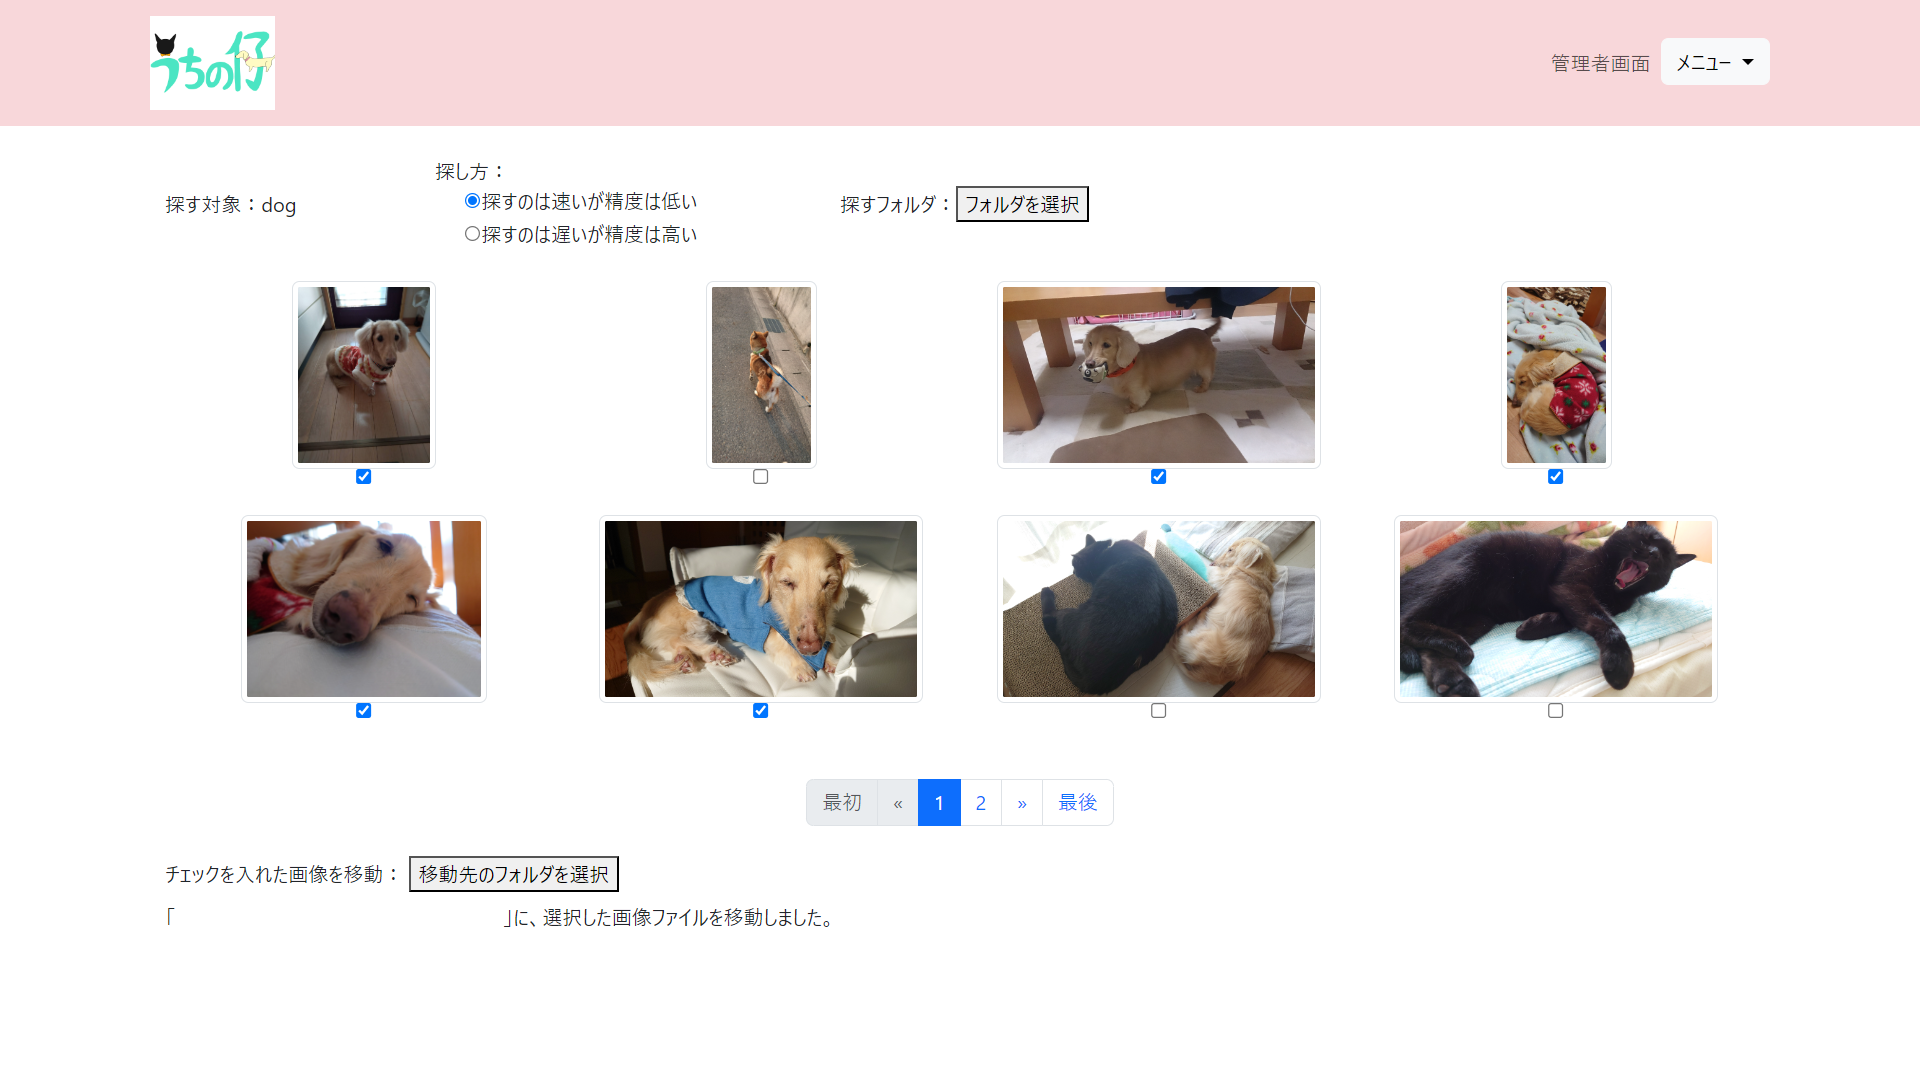 うちの仔
管理者画面
メニュー
探す対象：dog
探し方：
探すのは速いが精度は低い
探すのは遅いが精度は高い
探すフォルダ：
フォルダを選択
最初 « 1 2 » 最後
チェックを入れた画像を移動：
移動先のフォルダを選択
「 」に、選択した画像ファイルを移動しました。